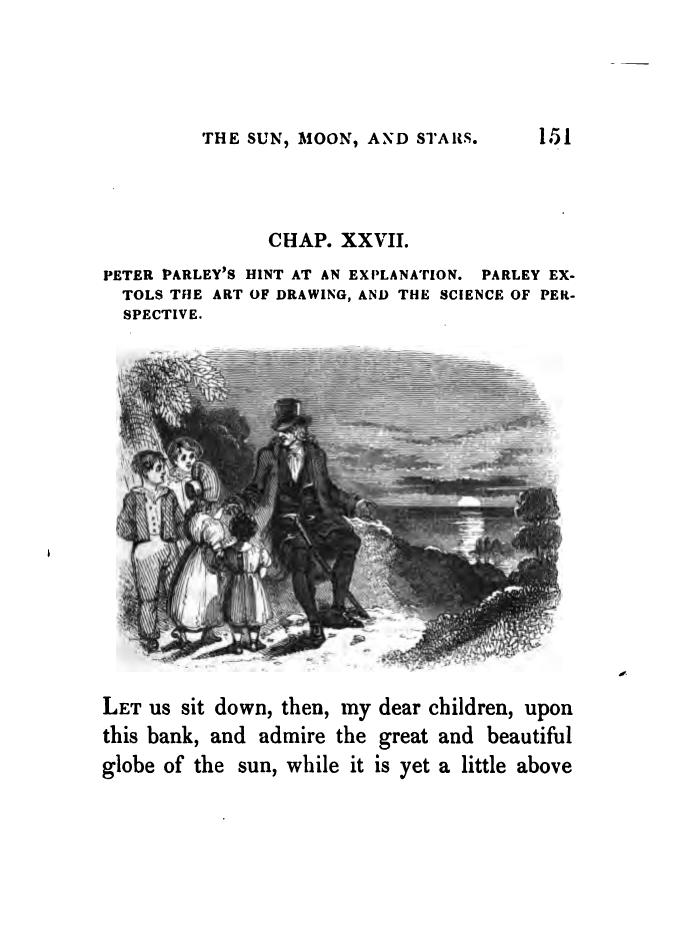 THE SUN, MOON, AND STARS. 151
CHAP. XXVII.
PETER PARLEY'S HINT AT AN EXPLANATION. PARLEY EX-
TOLS THE ART OF DRAWING, AND THE SCIENCE OF PER-
SPECTIVE.
LET us sit down, then, my dear children, upon
this bank, and admire the great and beautiful
globe of the sun, while it is yet a little above